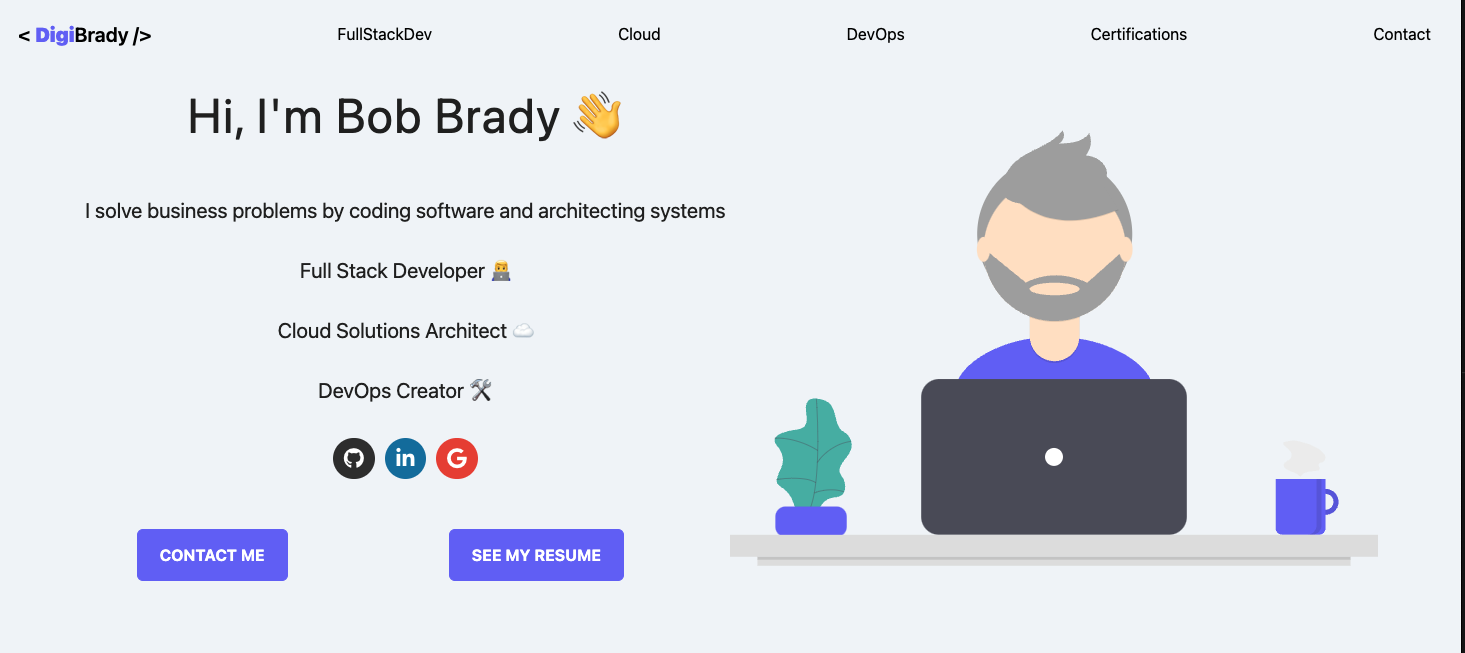 < DigiBrady />
FullStackDev
Cloud
DevOps
Certifications
Contact
Hi, I'm Bob Brady 👋
I solve business problems by coding software and architecting systems
Full Stack Developer 👨‍💻
Cloud Solutions Architect ☁️
DevOps Creator 🛠️
in
G
CONTACT ME
SEE MY RESUME